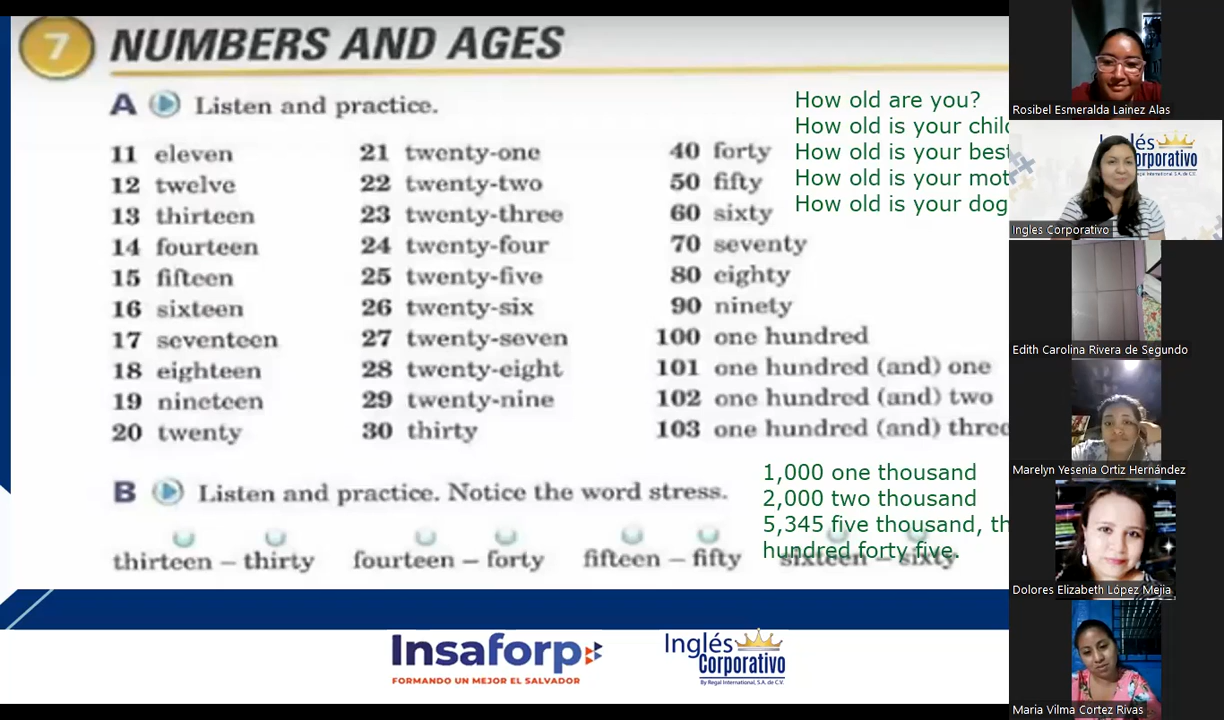 7 NUMBERS AND AGES
A Listen and practice.
11 eleven
12 twelve
13 thirteen
14 fourteen
15 fifteen
16 sixteen
17 seventeen
18 eighteen
19 nineteen
20 twenty
21 twenty-one
22 twenty-two
23 twenty-three
24 twenty-four
25 twenty-five
26 twenty-six
27 twenty-seven
28 twenty-eight
29 twenty-nine
30 thirty
40 forty
50 fifty
60 sixty
70 seventy
80 eighty
90 ninety
100 one hundred
101 one hundred (and) one
102 one hundred (and) two
103 one hundred (and) three
How old are you?
How old is your
How old is your best
How old is your
How old is your dog
B Listen and practice. Notice the word stress.
thirteen – thirty fourteen – forty fifteen – fifty sixteen – sixty
1,000 one thousand
2,000 two thousand
5,345 five thousand,
hundred forty five.
Insaforp
FORMANDO UN MEJOR EL SALVADOR
Inglés
Corporativo
By Regal International, S.A. de C.V.
Rosibel Esmeralda Lainez Alas
Ingles Corporativo
Edith Carolina Rivera de Segundo
Marelyn Yesenia Ortiz Hernández
Dolores Elizabeth López Mejia
Maria Vilma Cortez Rivas